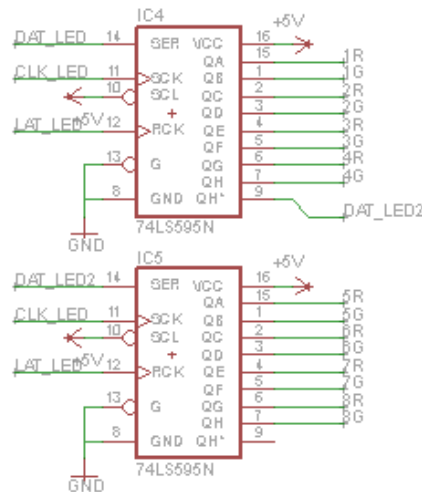 IC4
+5V
DAT_LED 14 SER VCC 16
QA 15 1R
CLK_LED 11 SCK QB 1 1G
10 SCL QC 2 2R
QD 3 2G
+5V
LAT_LED 12 RCK QE 4 3R
QF 5 3G
13 G QG 6 4R
QH 7 4G
8 GND QH* 9
DAT_LED2
GND
74LS595N
IC5
+5V
DAT_LED2 14 SER VCC 16
QA 15 5R
CLK_LED 11 SCK QB 1 5G
10 SCL QC 2 6R
QD 3 6G
+5V
LAT_LED 12 RCK QE 4 7R
QF 5 7G
13 G QG 6 8R
QH 7 8G
8 GND QH* 9
GND
74LS595N